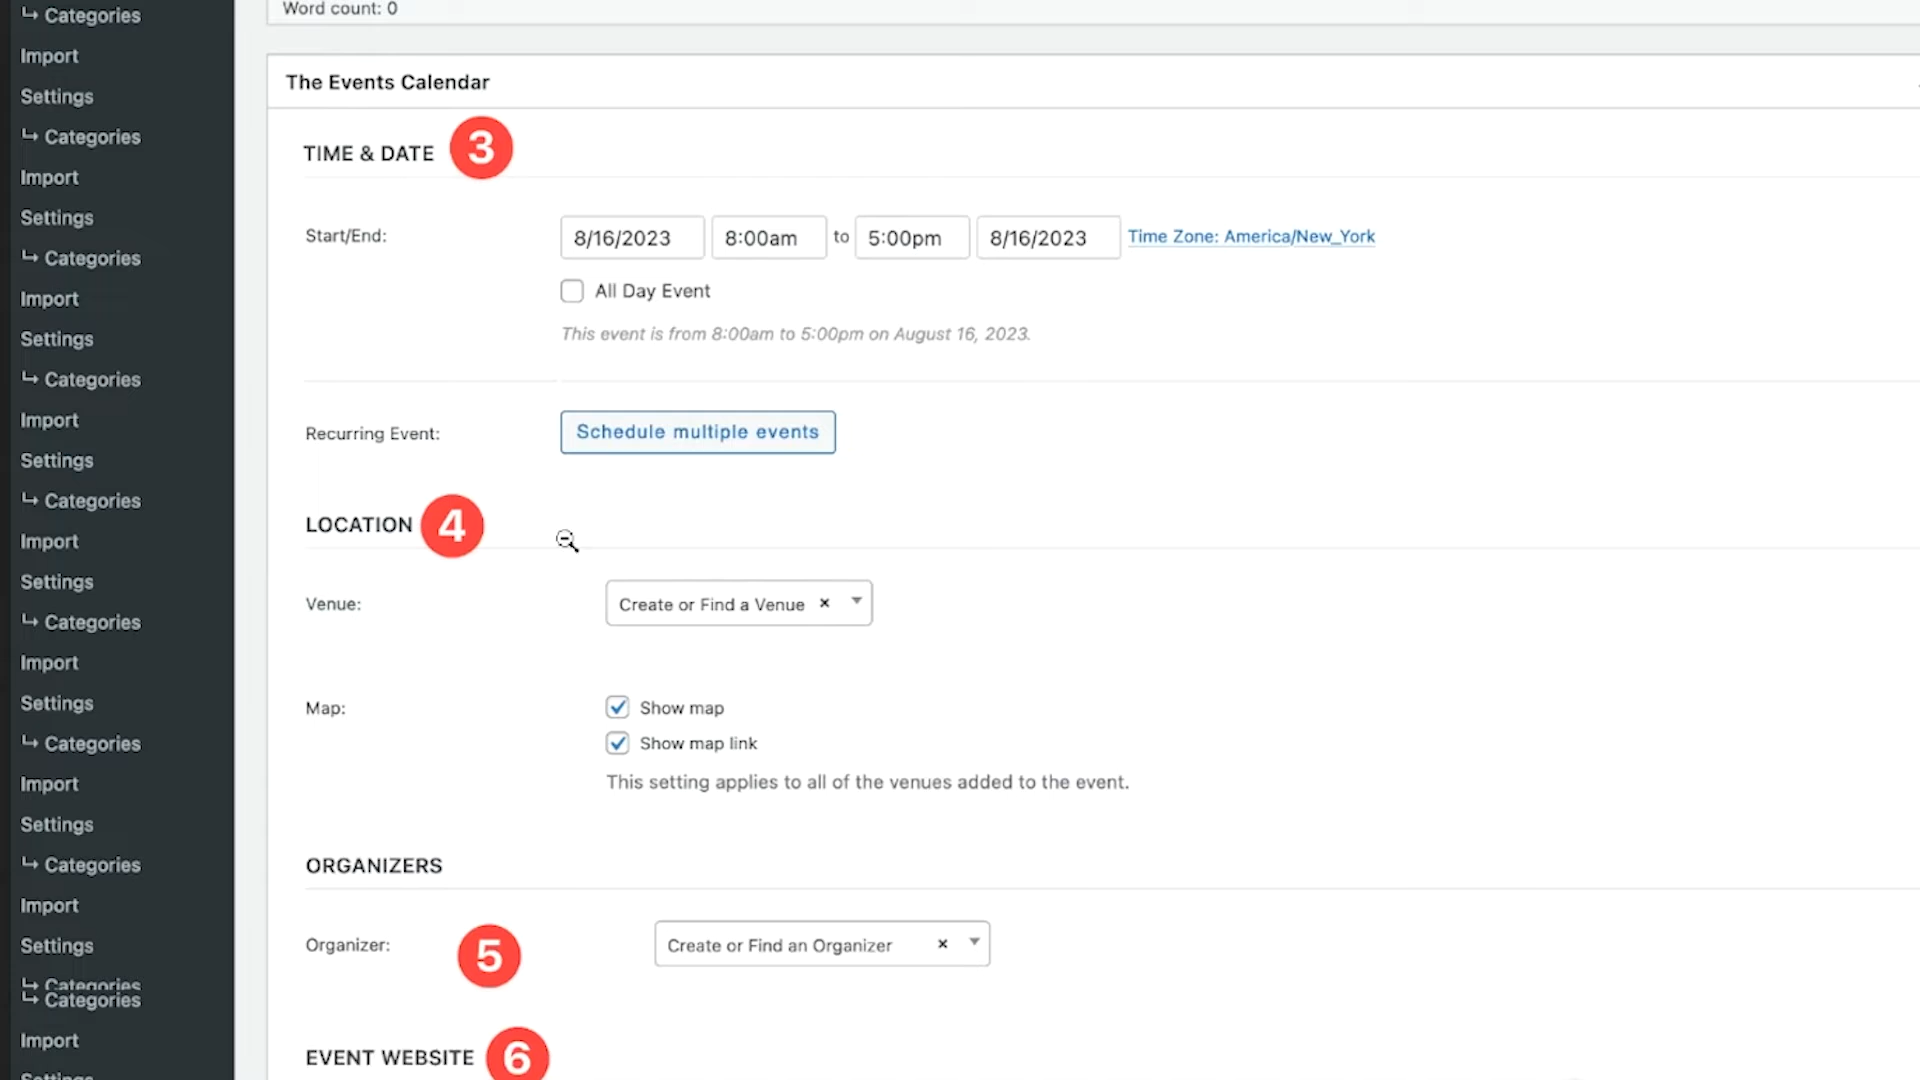 ↳ Categories
Import
Settings
↳ Categories
Import
Settings
↳ Categories
Import
Settings
↳ Categories
Import
Settings
↳ Categories
Import
Settings
↳ Categories
Import
Settings
↳ Categories
Import
Settings
↳ Categories
Import
Settings
↳ Categories
↳ Categories
Import
Settings
Word count: 0
The Events Calendar
TIME & DATE 3
Start/End: 8/16/2023 8:00am to 5:00pm 8/16/2023 Time Zone: America/New_York
All Day Event
This event is from 8:00am to 5:00pm on August 16, 2023.
Recurring Event: Schedule multiple events
LOCATION 4
Venue: Create or Find a Venue ×
Map: Show map
Show map link
This setting applies to all of the venues added to the event.
ORGANIZERS
Organizer: 5 Create or Find an Organizer ×
EVENT WEBSITE 6